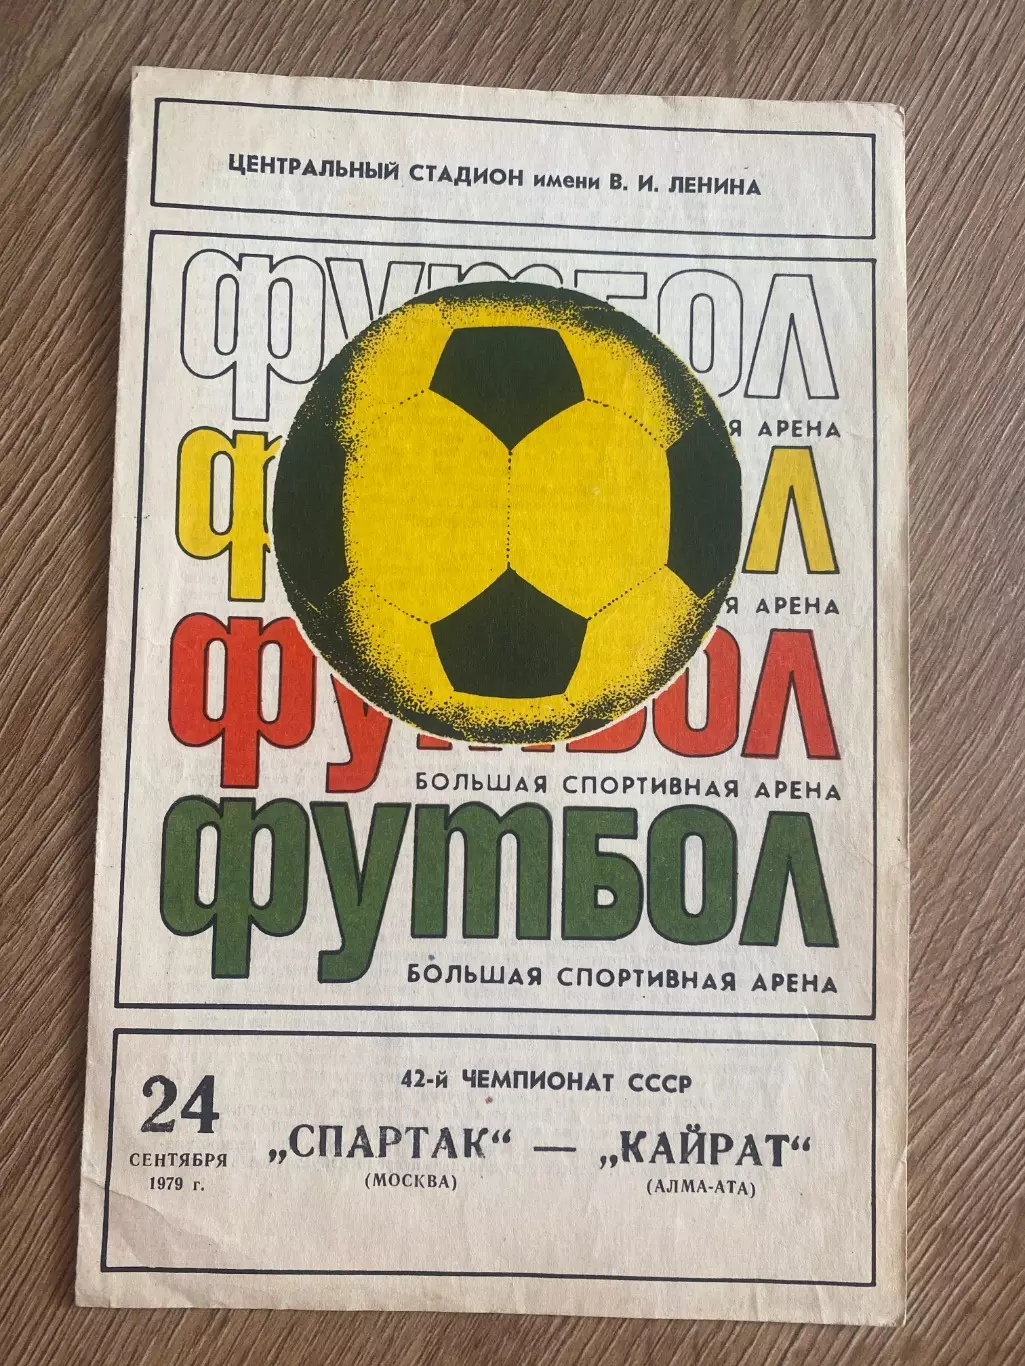 ЦЕНТРАЛЬНЫЙ СТАДИОН имени В. И. ЛЕНИНА
ФУТБОЛ
Я АРЕНА
Ф Л
Я АРЕНА
ФУТБОЛ
БОЛЬШАЯ СПОРТИВНАЯ АРЕНА
ФУТБОЛ
БОЛЬШАЯ СПОРТИВНАЯ АРЕНА
42-й ЧЕМПИОНАТ СССР
24
СЕНТЯБРЯ
1979 г.
„СПАРТАК“ — „КАЙРАТ“
(МОСКВА) (АЛМА-АТА)